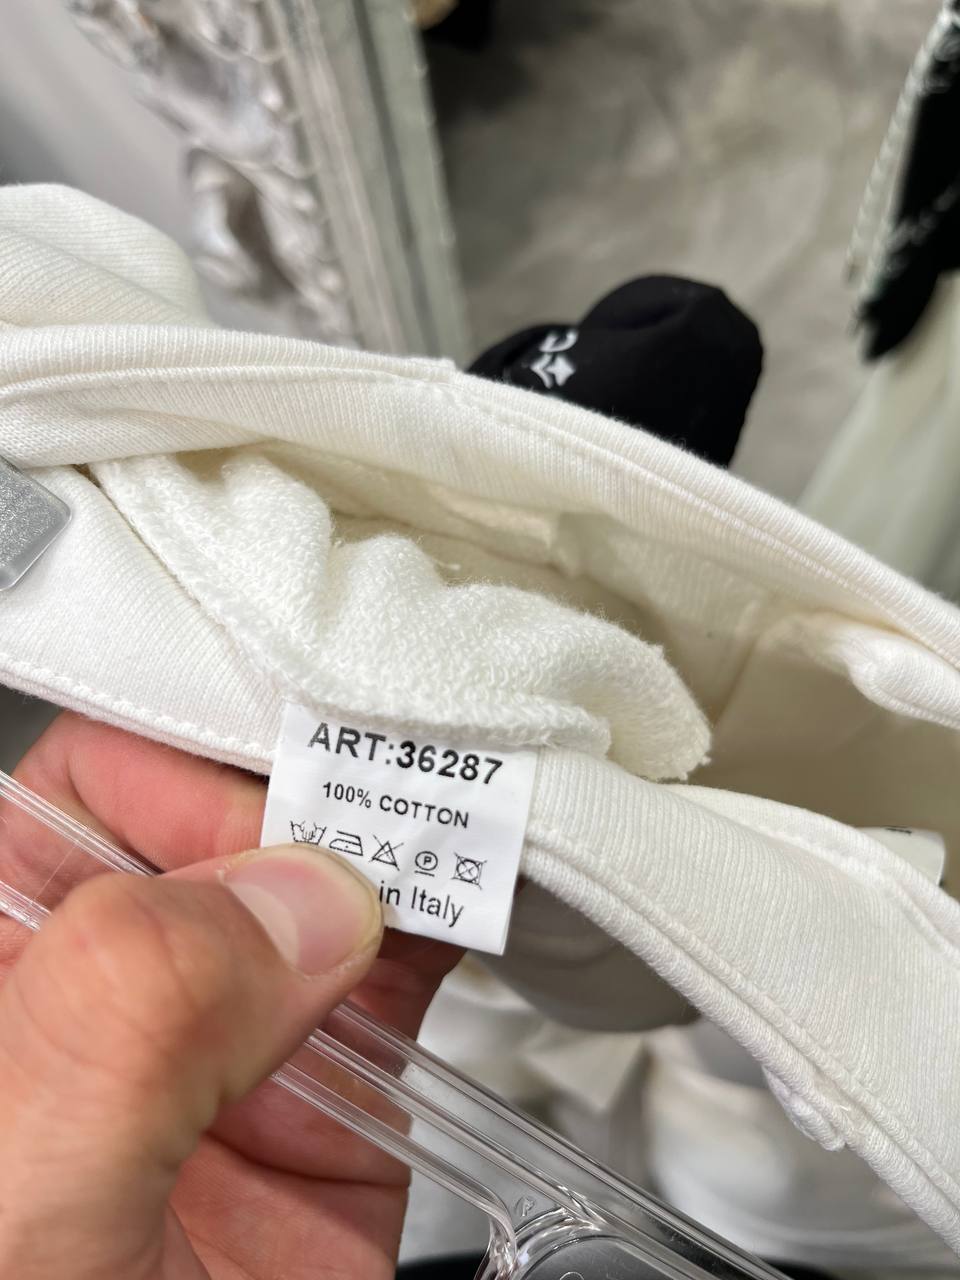 ART:36287
100% COTTON
P
in Italy